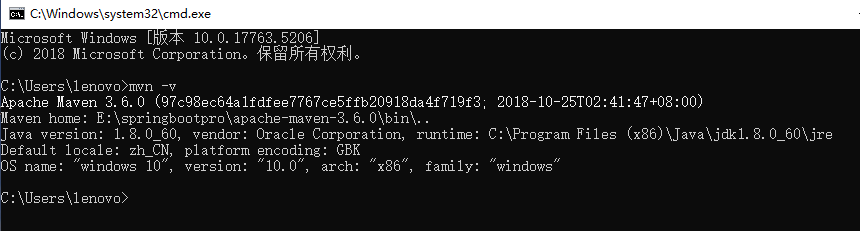 C:\Windows\system32\cmd.exe
Microsoft Windows [版本 10.0.17763.5206]
(c) 2018 Microsoft Corporation。保留所有权利。
C:\Users\lenovo>mvn -v
Apache Maven 3.6.0 (97c98ec64a1fdfee7767ce5ffb20918da4f719f3; 2018-10-25T02:41:47+08:00)
Maven home: E:\springbootpro\apache-maven-3.6.0\bin\..
Java version: 1.8.0_60, vendor: Oracle Corporation, runtime: C:\Program Files (x86)\Java\jdk1.8.0_60\jre
Default locale: zh_CN, platform encoding: GBK
OS name: "windows 10", version: "10.0", arch: "x86", family: "windows"
C:\Users\lenovo>